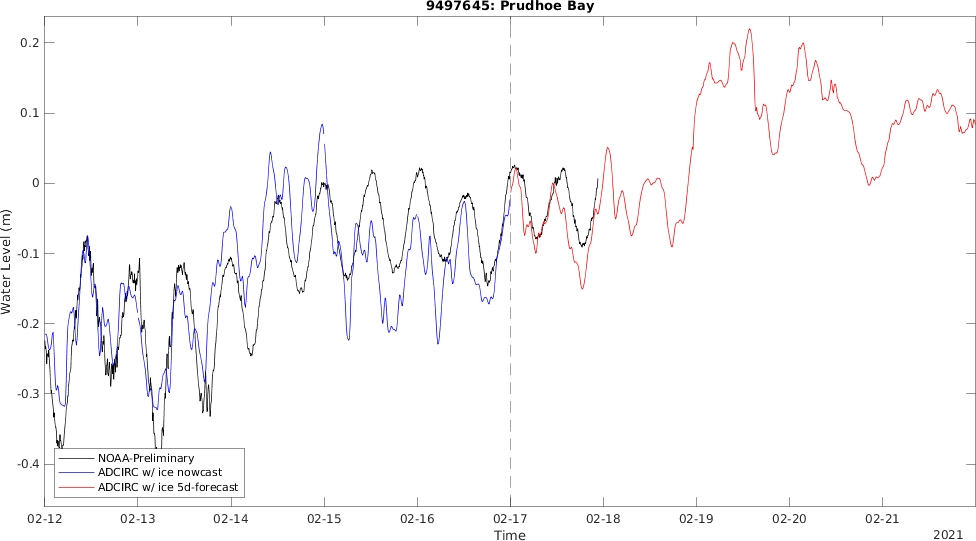 9497645: Prudhoe Bay
0.2
0.1
0
-0.1
-0.2
-0.3
-0.4
Water Level (m)
NOAA-Preliminary
ADCIRC w/ ice nowcast
ADCIRC w/ ice 5d-forecast
02-12 02-13 02-14 02-15 02-16 02-17 02-18 02-19 02-20 02-21
Time
2021